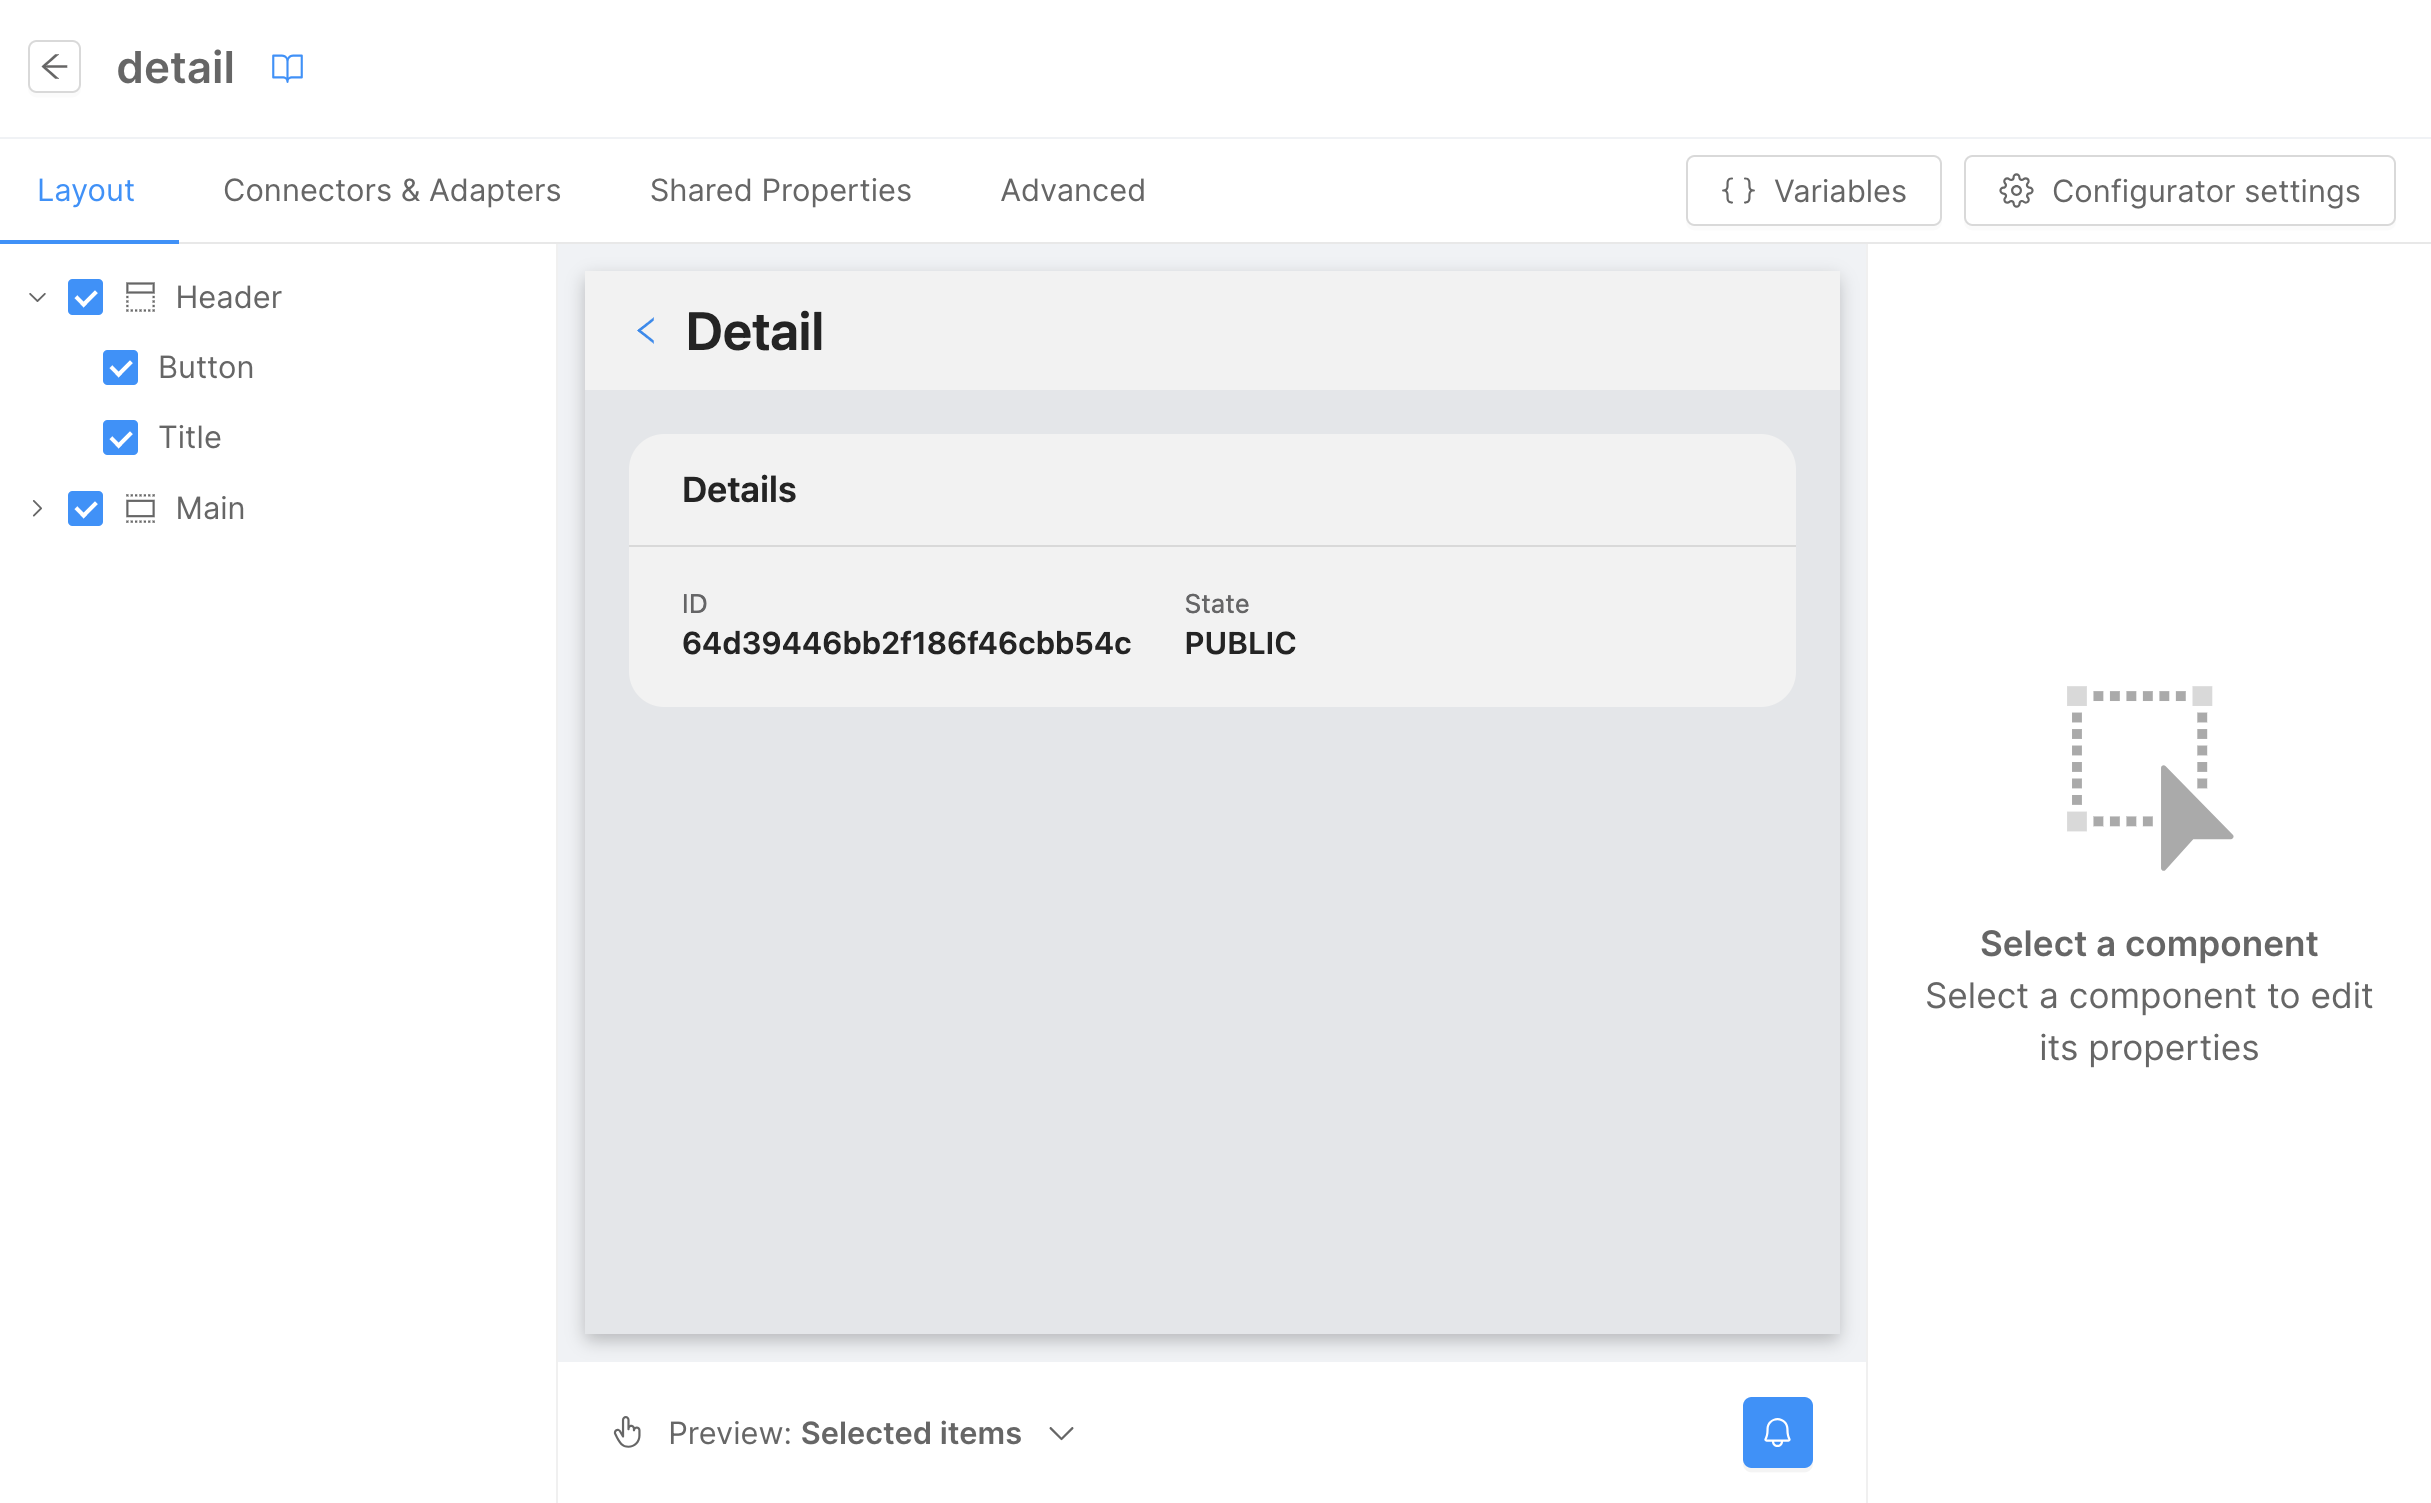 detail
Layout
Connectors & Adapters
Shared Properties
Advanced
{ } Variables
Configurator settings
Header
Button
Title
Main
Detail
Details
ID
64d39446bb2f186f46cbb54c
State
PUBLIC
Select a component
Select a component to edit
its properties
Preview: Selected items